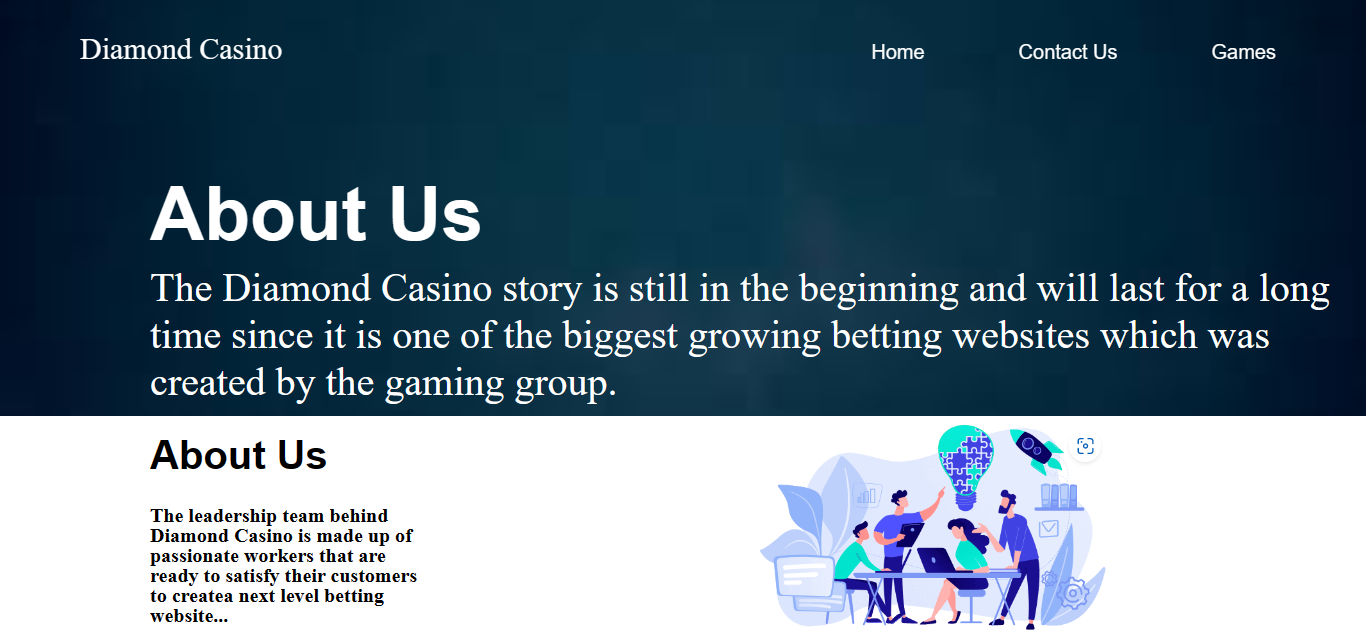 Diamond Casino
Home
Contact Us
Games
About Us
The Diamond Casino story is still in the beginning and will last for a long
time since it is one of the biggest growing betting websites which was
created by the gaming group.
About Us
The leadership team behind
Diamond Casino is made up of
passionate workers that are
ready to satisfy their customers
to createa next level betting
website...